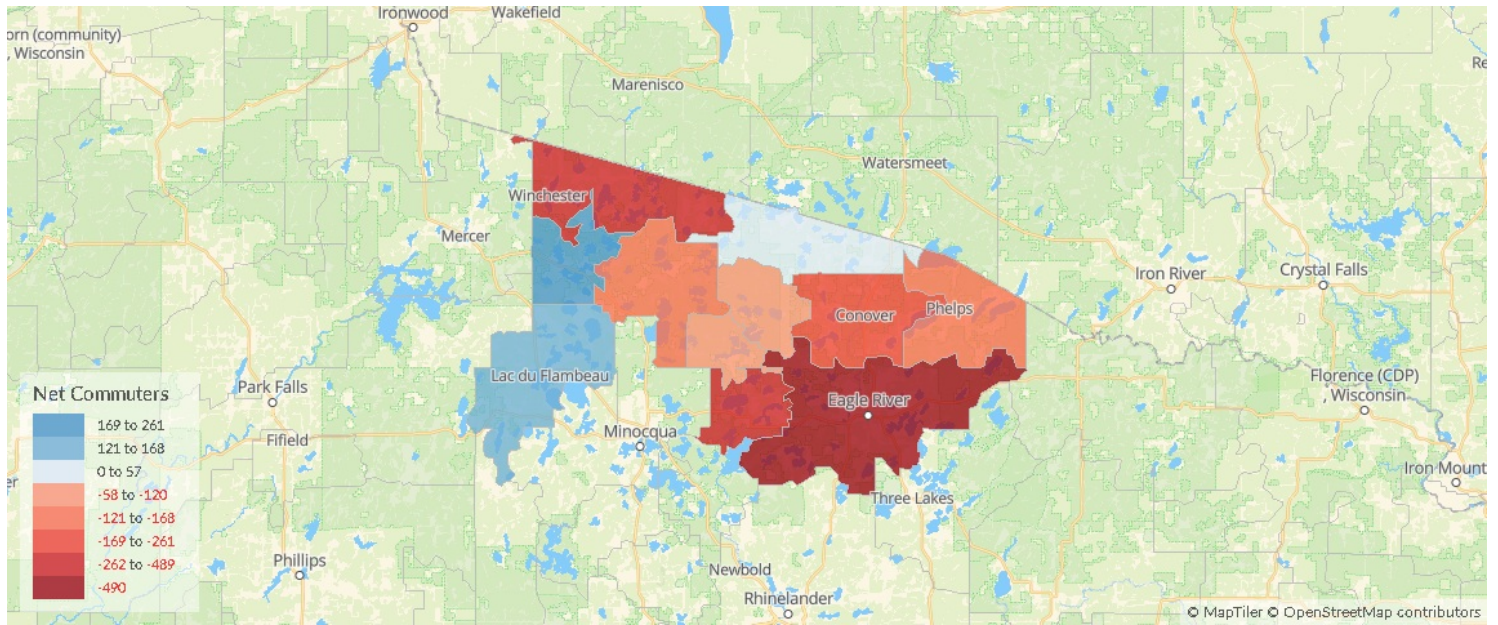 Ironwood
Wakefield
orn (community)
, Wisconsin
Re
Marenisco
Watersmeet
Winchester
Mercer
Iron River
Crystal Falls
Conover
Phelps
Net Commuters
169 to 261
121 to 168
0 to 57
-58 to -120
-121 to -168
-169 to -261
-262 to -489
-490
Park Falls
Lac du Flambeau
Florence (CDP)
, Wisconsin
Eagle River
Fifield
Minocqua
er
Iron Mount
Three Lakes
Phillips
Newbold
Rhinelander
© MapTiler © OpenStreetMap contributors